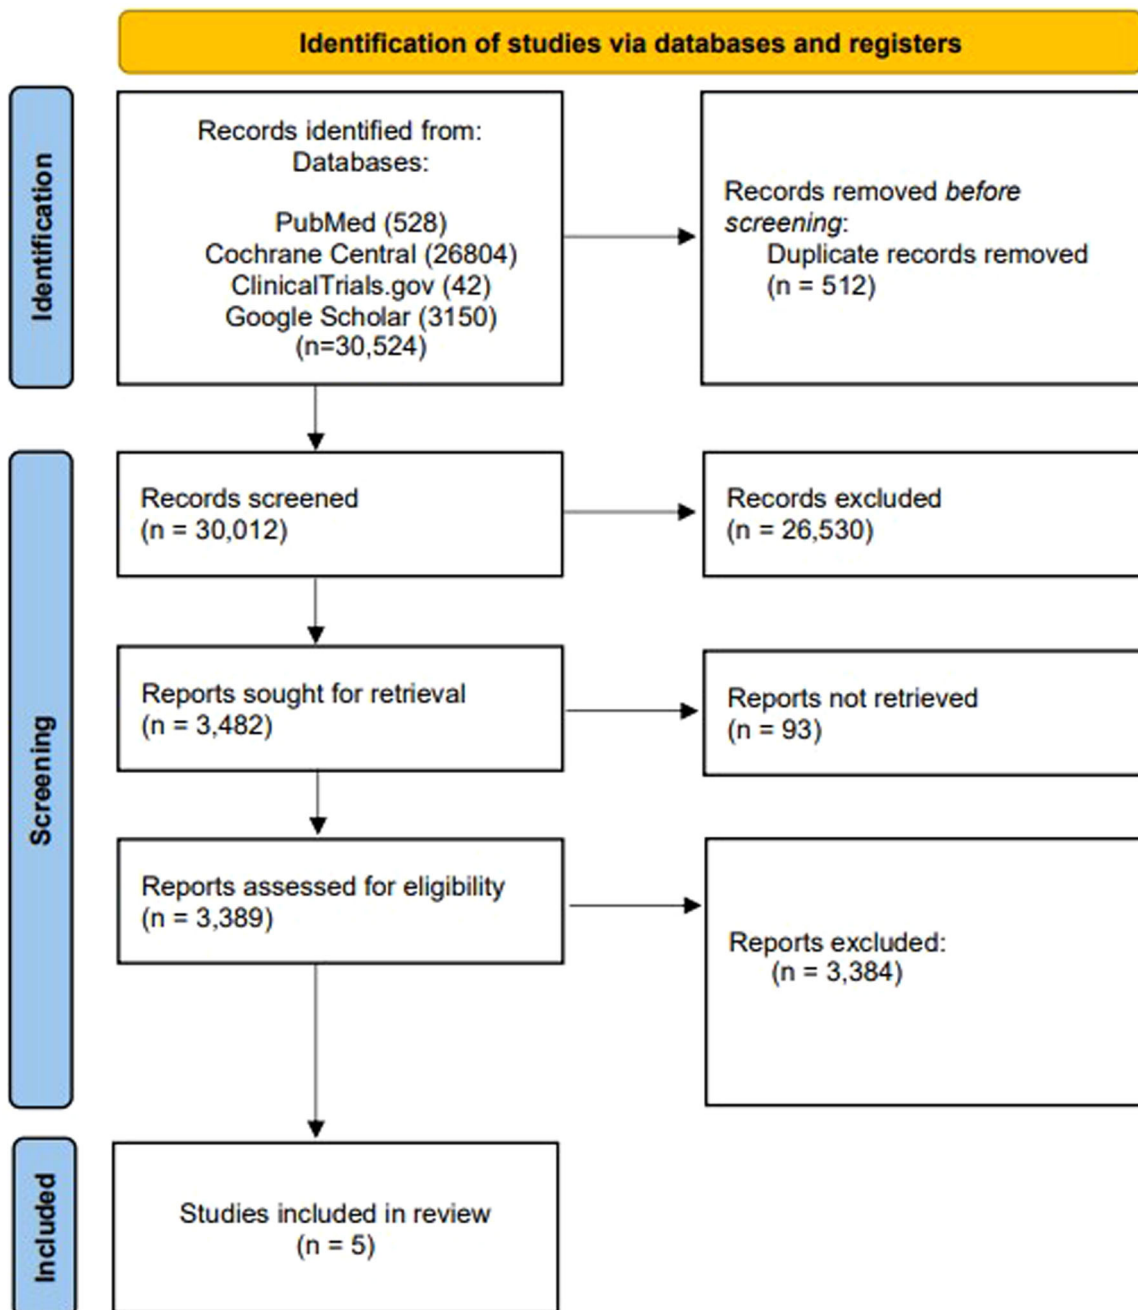 Identification of studies via databases and registers
Identification
Records identified from:
Databases:
PubMed (528)
Cochrane Central (26804)
ClinicalTrials.gov (42)
Google Scholar (3150)
(n=30,524)
Records removed before
screening:
Duplicate records removed
(n = 512)
Screening
Records screened
(n = 30,012)
Records excluded
(n = 26,530)
Reports sought for retrieval
(n = 3,482)
Reports not retrieved
(n = 93)
Reports assessed for eligibility
(n = 3,389)
Reports excluded:
(n = 3,384)
Included
Studies included in review
(n = 5)